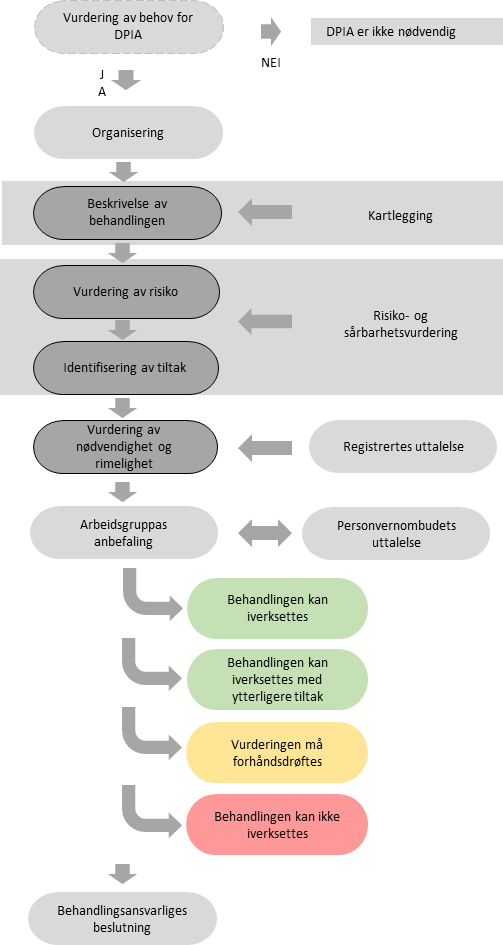 Vurdering av behov for
DPIA
DPIA er ikke nødvendig
NEI
J
A
Organisering
Beskrivelse av
behandlingen
Kartlegging
Vurdering av risiko
Risiko- og
sårbarhetsvurdering
Identifisering av tiltak
Vurdering av
nødvendighet og
rimelighet
Registrertes uttalelse
Arbeidsgruppas
anbefaling
Personvernombudets
uttalelse
Behandlingen kan
iverksettes
Behandlingen kan
iverksettes med
ytterligere tiltak
Vurderingen må
forhåndsdrøftes
Behandlingen kan ikke
iverksettes
Behandlingsansvarliges
beslutning